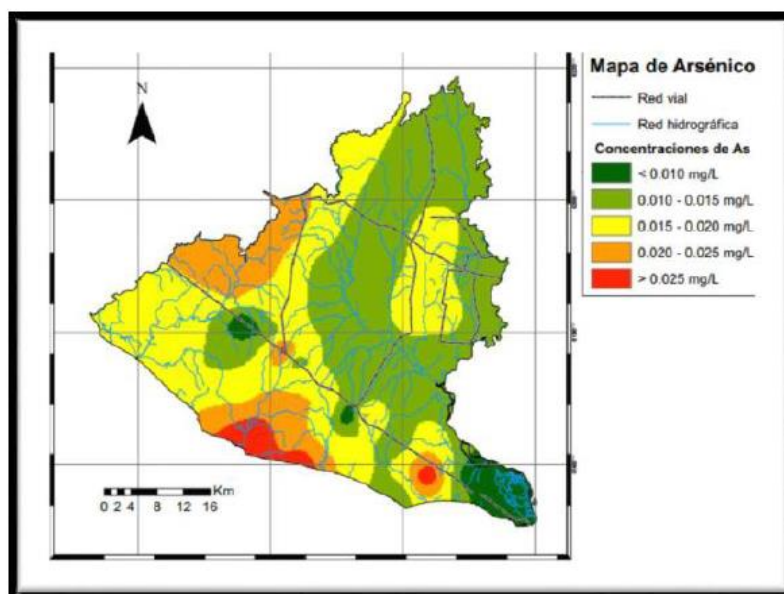 Mapa de Arsénico
Red vial
Red hidrográfica
Concentraciones de As
< 0.010 mg/L
0.010 - 0.015 mg/L
0.015 - 0.020 mg/L
0.020 - 0.025 mg/L
> 0.025 mg/L
N
Km
0 2 4 8 12 16